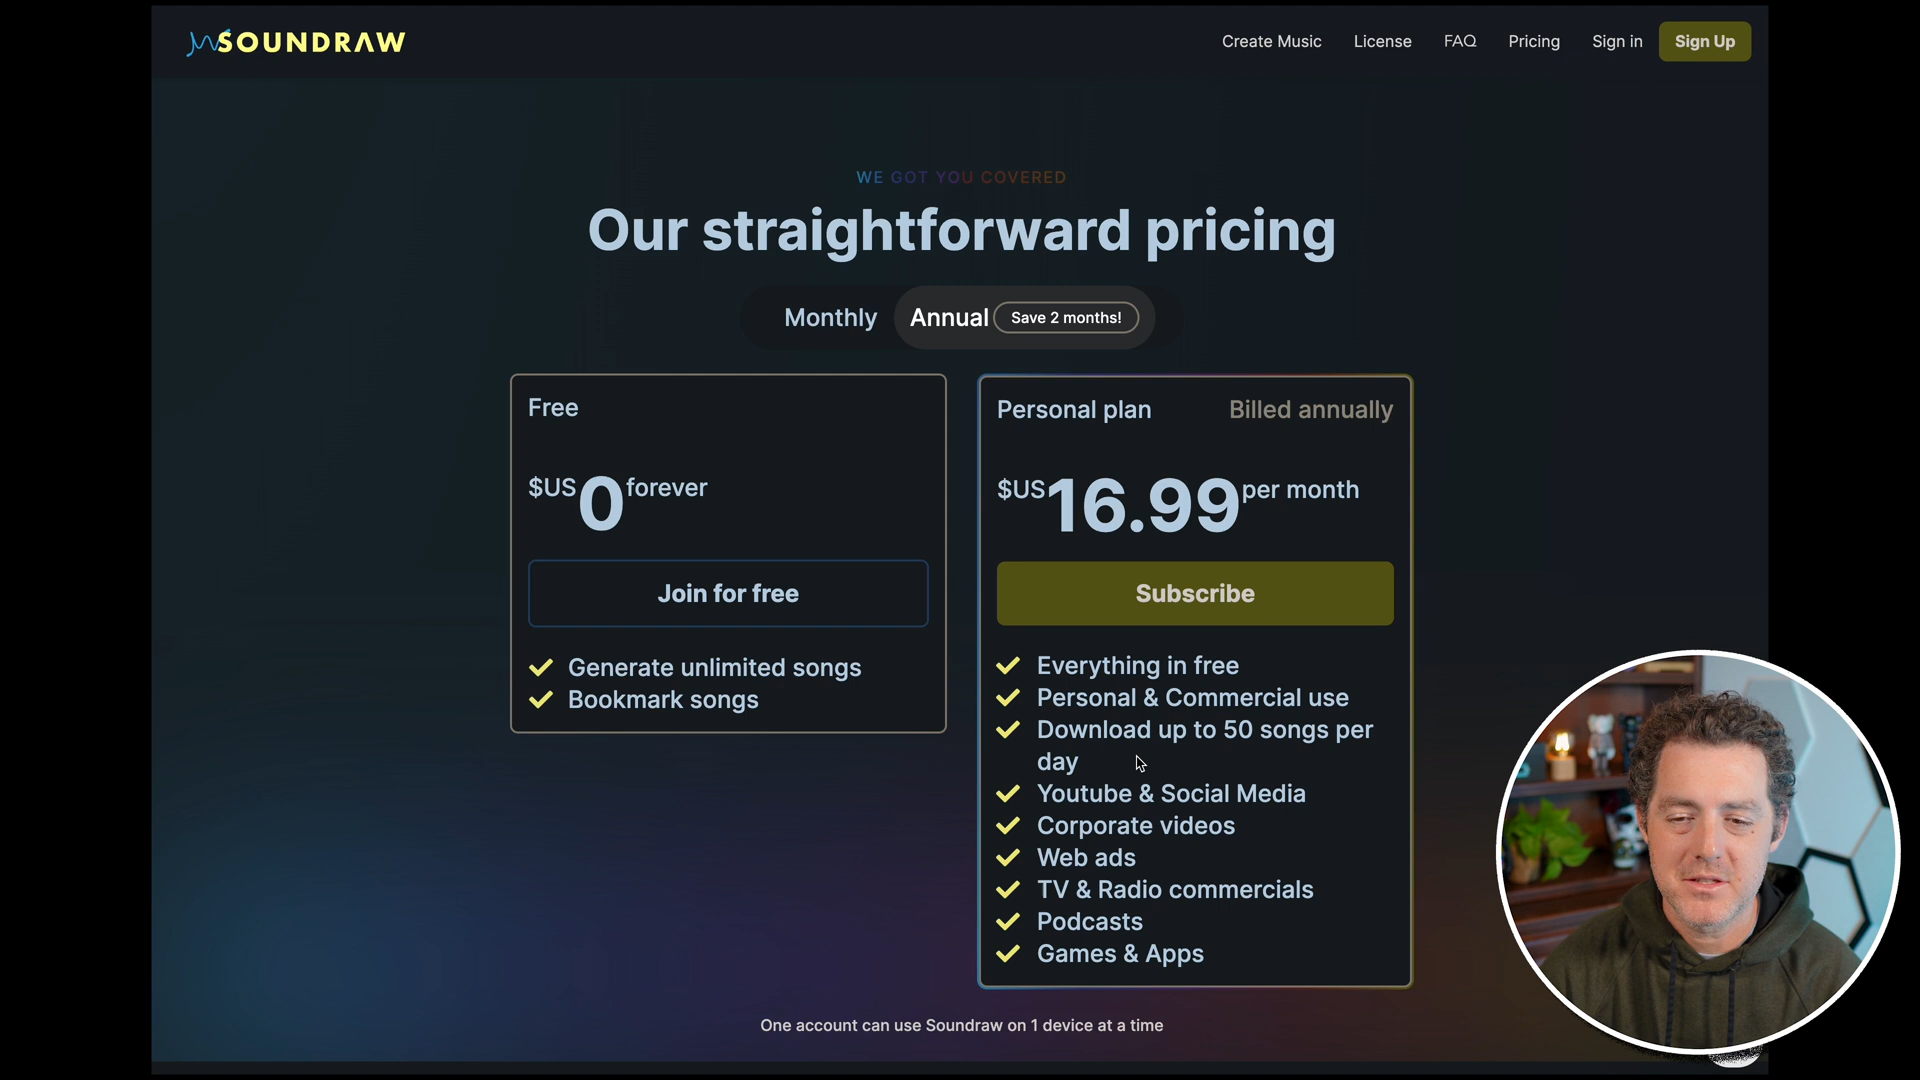 SOUNDRAW
Create Music
License
FAQ
Pricing
Sign in
Sign Up
WE GOT YOU COVERED
Our straightforward pricing
Monthly
Annual
Save 2 months!
Free
$US0 forever
Join for free
Generate unlimited songs
Bookmark songs
Personal plan
Billed annually
$US16.99 per month
Subscribe
Everything in free
Personal & Commercial use
Download up to 50 songs per
day
Youtube & Social Media
Corporate videos
Web ads
TV & Radio commercials
Podcasts
Games & Apps
One account can use Soundraw on 1 device at a time